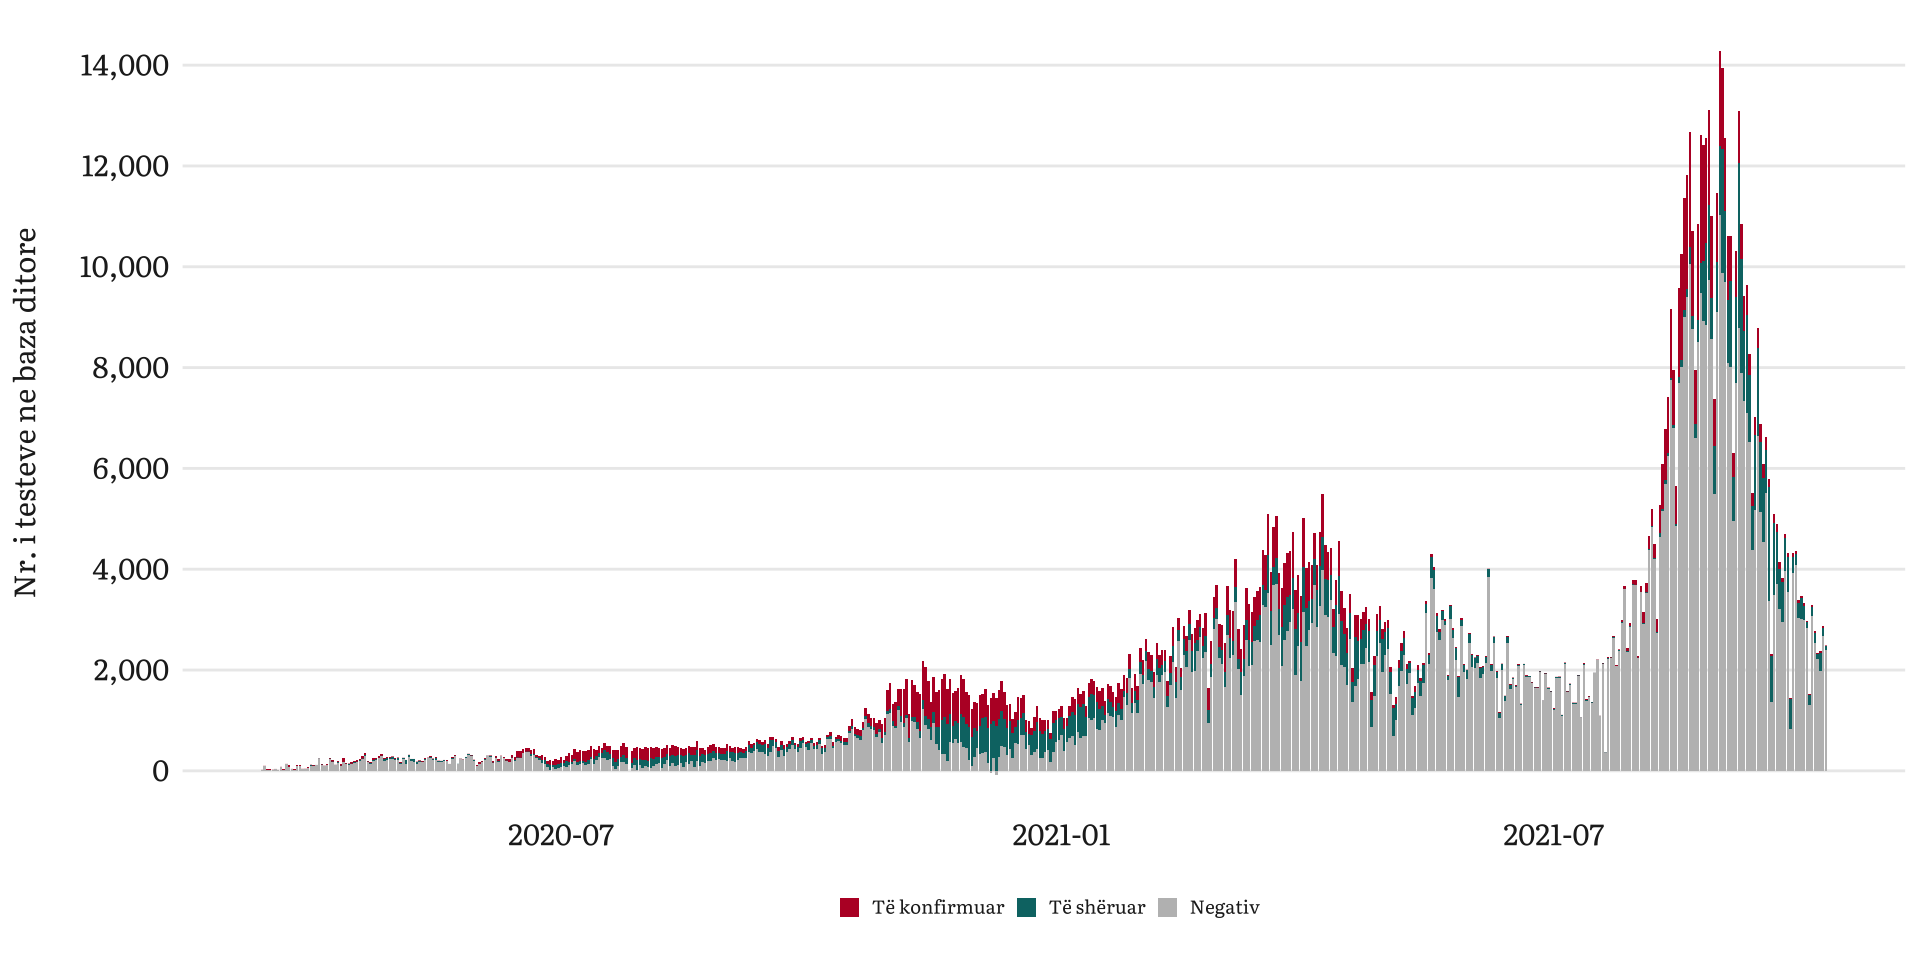 Nr. i testeve ne baza ditore
14,000
12,000
10,000
8,000
6,000
4,000
2,000
0
2020-07
2021-01
2021-07
Të konfirmuar
Të shëruar
Negativ